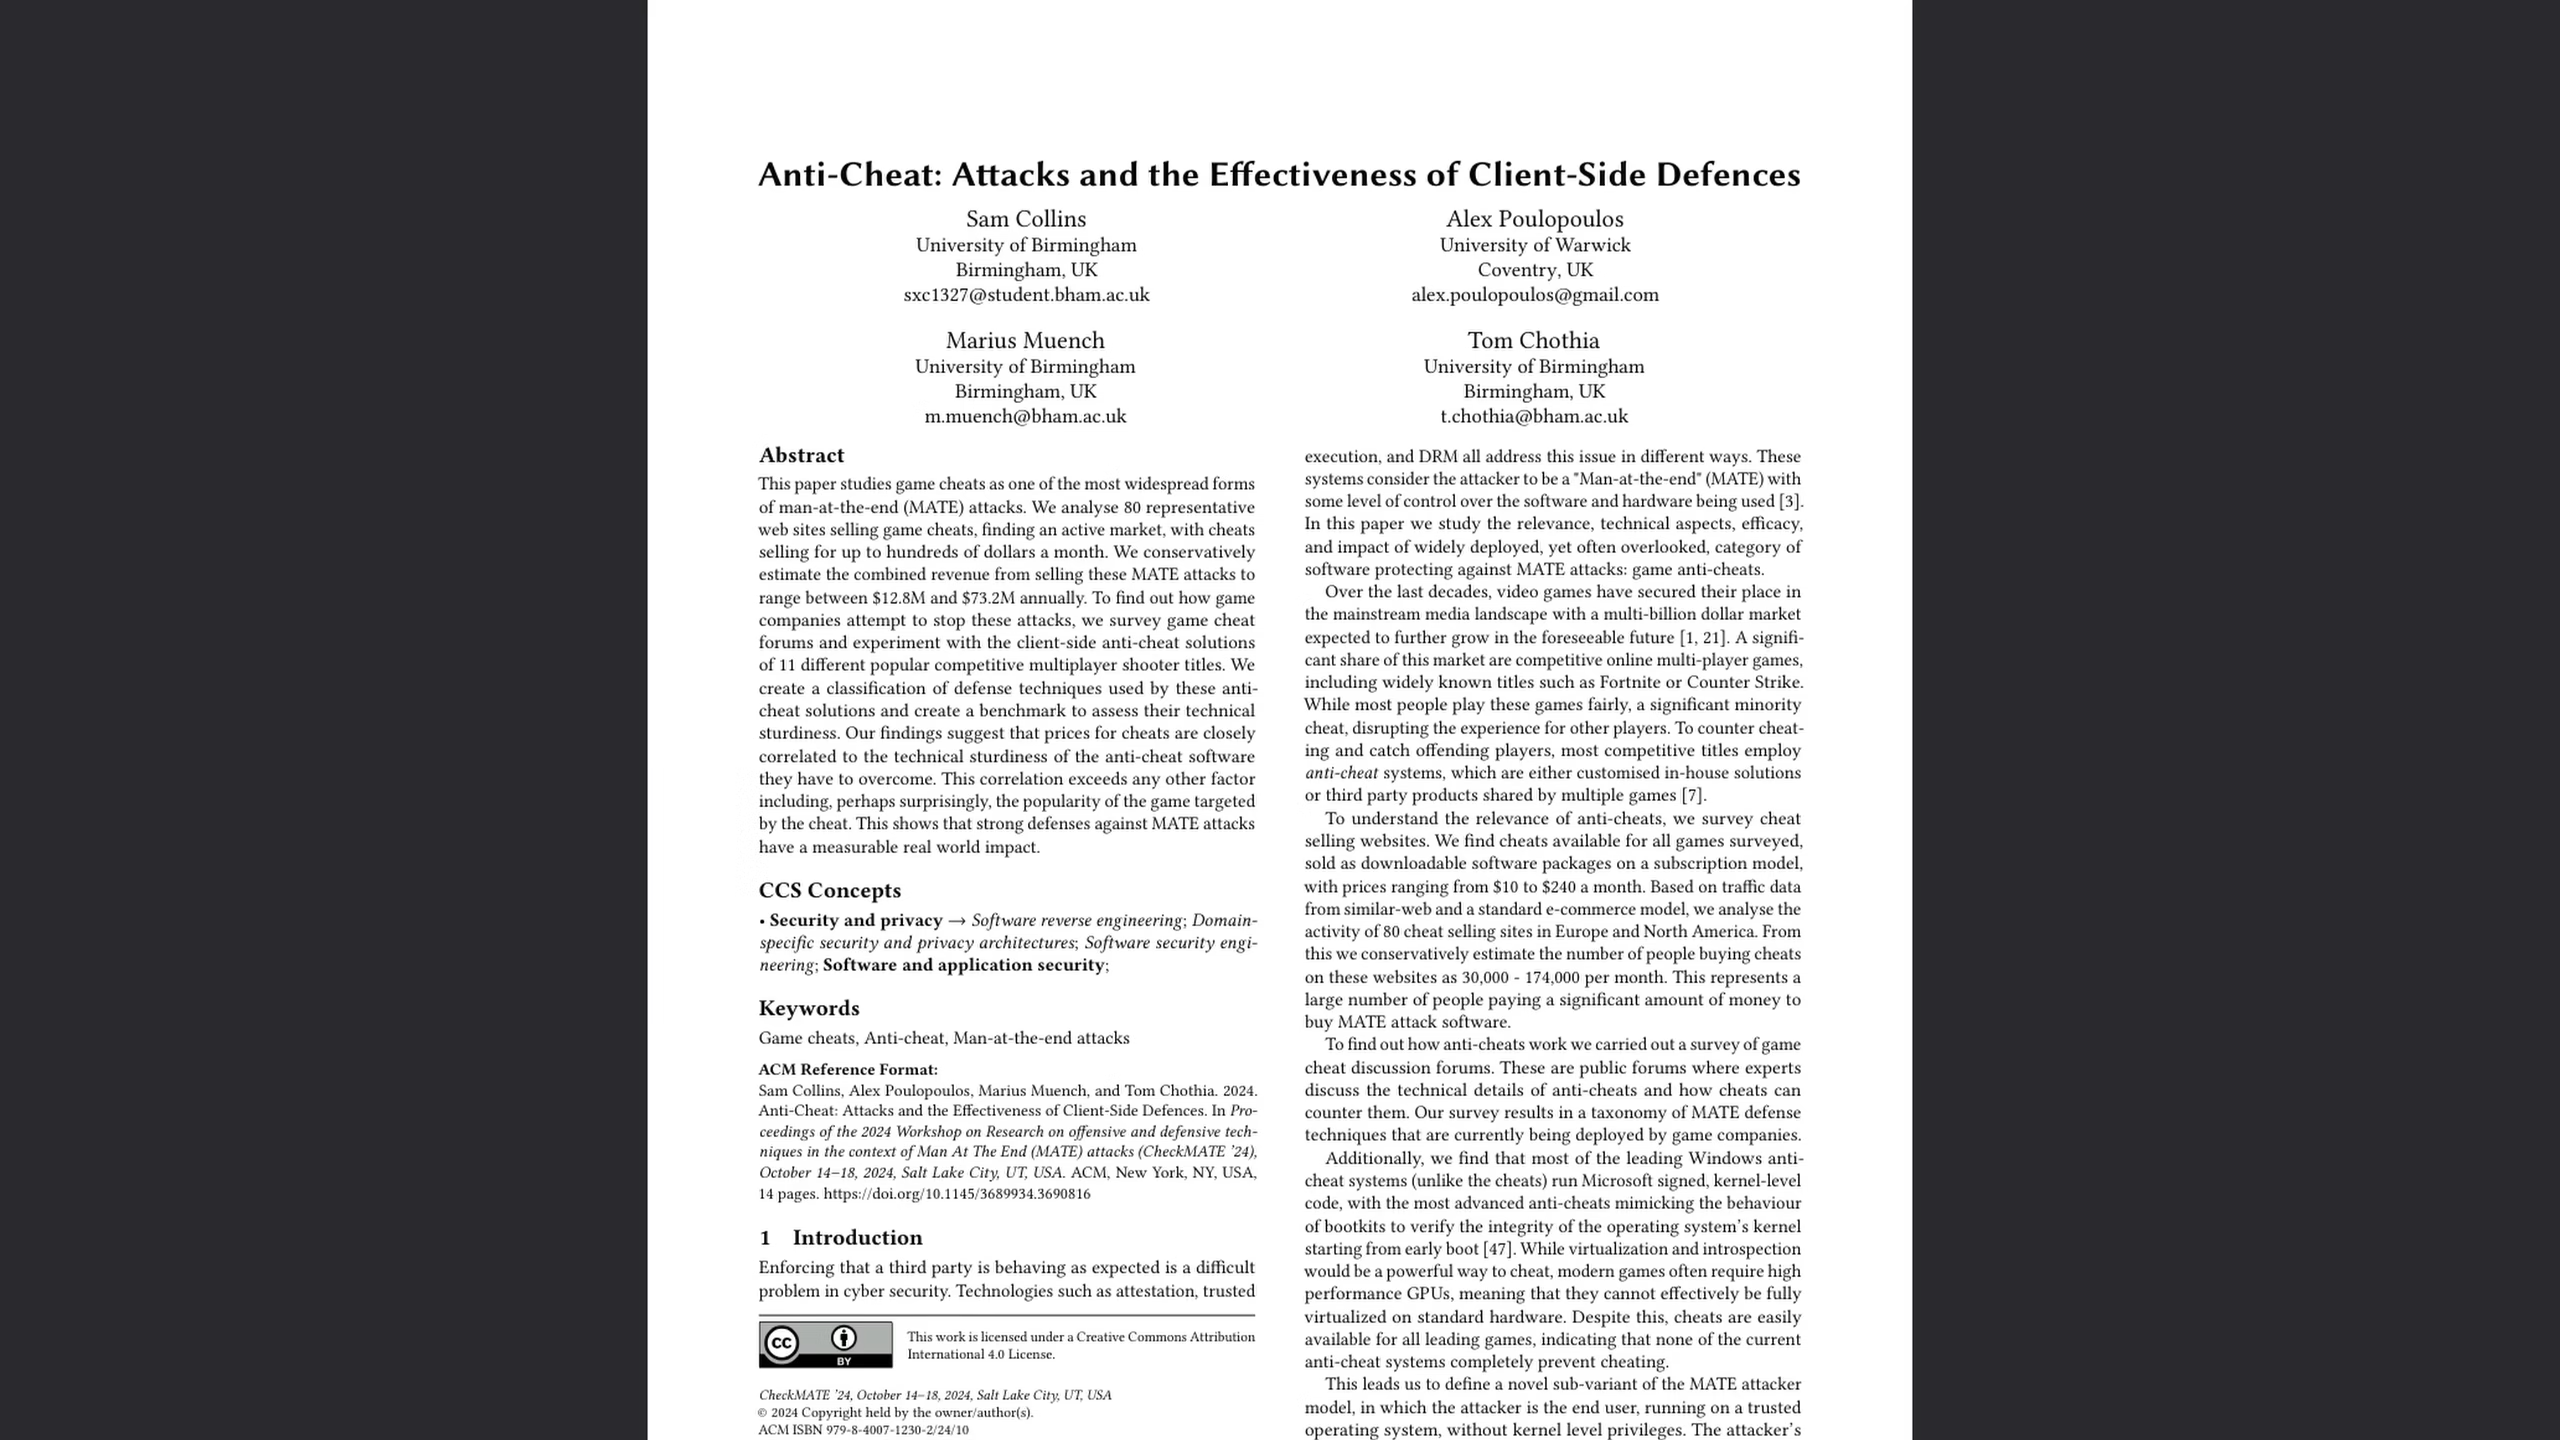 Anti-Cheat: Attacks and the Effectiveness of Client-Side Defences
Sam Collins
University of Birmingham
Birmingham, UK
sxc1327@student.bham.ac.uk
Alex Poulopoulos
University of Warwick
Coventry, UK
alex.poulopoulos@gmail.com
Marius Muench
University of Birmingham
Birmingham, UK
m.muench@bham.ac.uk
Tom Chothia
University of Birmingham
Birmingham, UK
t.chothia@bham.ac.uk
Abstract
This paper studies game cheats as one of the most widespread forms
of man-at-the-end (MATE) attacks. We analyse 80 representative
web sites selling game cheats, finding an active market, with cheats
selling for up to hundreds of dollars a month. We conservatively
estimate the combined revenue from selling these MATE attacks to
range between $12.8M and $73.2M annually. To find out how game
companies attempt to stop these attacks, we survey game cheat
forums and experiment with the client-side anti-cheat solutions
of 11 different popular competitive multiplayer shooter titles. We
create a classification of defense techniques used by these anti-
cheat solutions and create a benchmark to assess their technical
sturdiness. Our findings suggest that prices for cheats are closely
correlated to the technical sturdiness of the anti-cheat software
they have to overcome. This correlation exceeds any other factor
including, perhaps surprisingly, the popularity of the game targeted
by the cheat. This shows that strong defenses against MATE attacks
have a measurable real world impact.
CCS Concepts
• Security and privacy → Software reverse engineering; Domain-
specific security and privacy architectures; Software security engi-
neering; Software and application security;
Keywords
Game cheats, Anti-cheat, Man-at-the-end attacks
ACM Reference Format:
Sam Collins, Alex Poulopoulos, Marius Muench, and Tom Chothia. 2024.
Anti-Cheat: Attacks and the Effectiveness of Client-Side Defences. In Pro-
ceedings of the 2024 Workshop on Research on offensive and defensive tech-
niques in the context of Man At The End (MATE) attacks (CheckMATE '24),
October 14–18, 2024, Salt Lake City, UT, USA. ACM, New York, NY, USA,
14 pages. https://doi.org/10.1145/3689934.3690816
1 Introduction
Enforcing that a third party is behaving as expected is a difficult
problem in cyber security. Technologies such as attestation, trusted
cc
BY
This work is licensed under a Creative Commons Attribution
International 4.0 License.
CheckMATE '24, October 14–18, 2024, Salt Lake City, UT, USA
© 2024 Copyright held by the owner/author(s).
ACM ISBN 979-8-4007-1230-2/24/10
execution, and DRM all address this issue in different ways. These
systems consider the attacker to be a "Man-at-the-end" (MATE) with
some level of control over the software and hardware being used [3].
In this paper we study the relevance, technical aspects, efficacy,
and impact of widely deployed, yet often overlooked, category of
software protecting against MATE attacks: game anti-cheats.
Over the last decades, video games have secured their place in
the mainstream media landscape with a multi-billion dollar market
expected to further grow in the foreseeable future [1, 21]. A signifi-
cant share of this market are competitive online multi-player games,
including widely known titles such as Fortnite or Counter Strike.
While most people play these games fairly, a significant minority
cheat, disrupting the experience for other players. To counter cheat-
ing and catch offending players, most competitive titles employ
anti-cheat systems, which are either customised in-house solutions
or third party products shared by multiple games [7].
To understand the relevance of anti-cheats, we survey cheat
selling websites. We find cheats available for all games surveyed,
sold as downloadable software packages on a subscription model,
with prices ranging from $10 to $240 a month. Based on traffic data
from similar-web and a standard e-commerce model, we analyse the
activity of 80 cheat selling sites in Europe and North America. From
this we conservatively estimate the number of people buying cheats
on these websites as 30,000 - 174,000 per month. This represents a
large number of people paying a significant amount of money to
buy MATE attack software.
To find out how anti-cheats work we carried out a survey of game
cheat discussion forums. These are public forums where experts
discuss the technical details of anti-cheats and how cheats can
counter them. Our survey results in a taxonomy of MATE defense
techniques that are currently being deployed by game companies.
Additionally, we find that most of the leading Windows anti-
cheat systems (unlike the cheats) run Microsoft signed, kernel-level
code, with the most advanced anti-cheats mimicking the behaviour
of bootkits to verify the integrity of the operating system's kernel
starting from early boot [47]. While virtualization and introspection
would be a powerful way to cheat, modern games often require high
performance GPUs, meaning that they cannot effectively be fully
virtualized on standard hardware. Despite this, cheats are easily
available for all leading games, indicating that none of the current
anti-cheat systems completely prevent cheating.
This leads us to define a novel sub-variant of the MATE attacker
model, in which the attacker is the end user, running on a trusted
operating system, without kernel level privileges. The attacker's